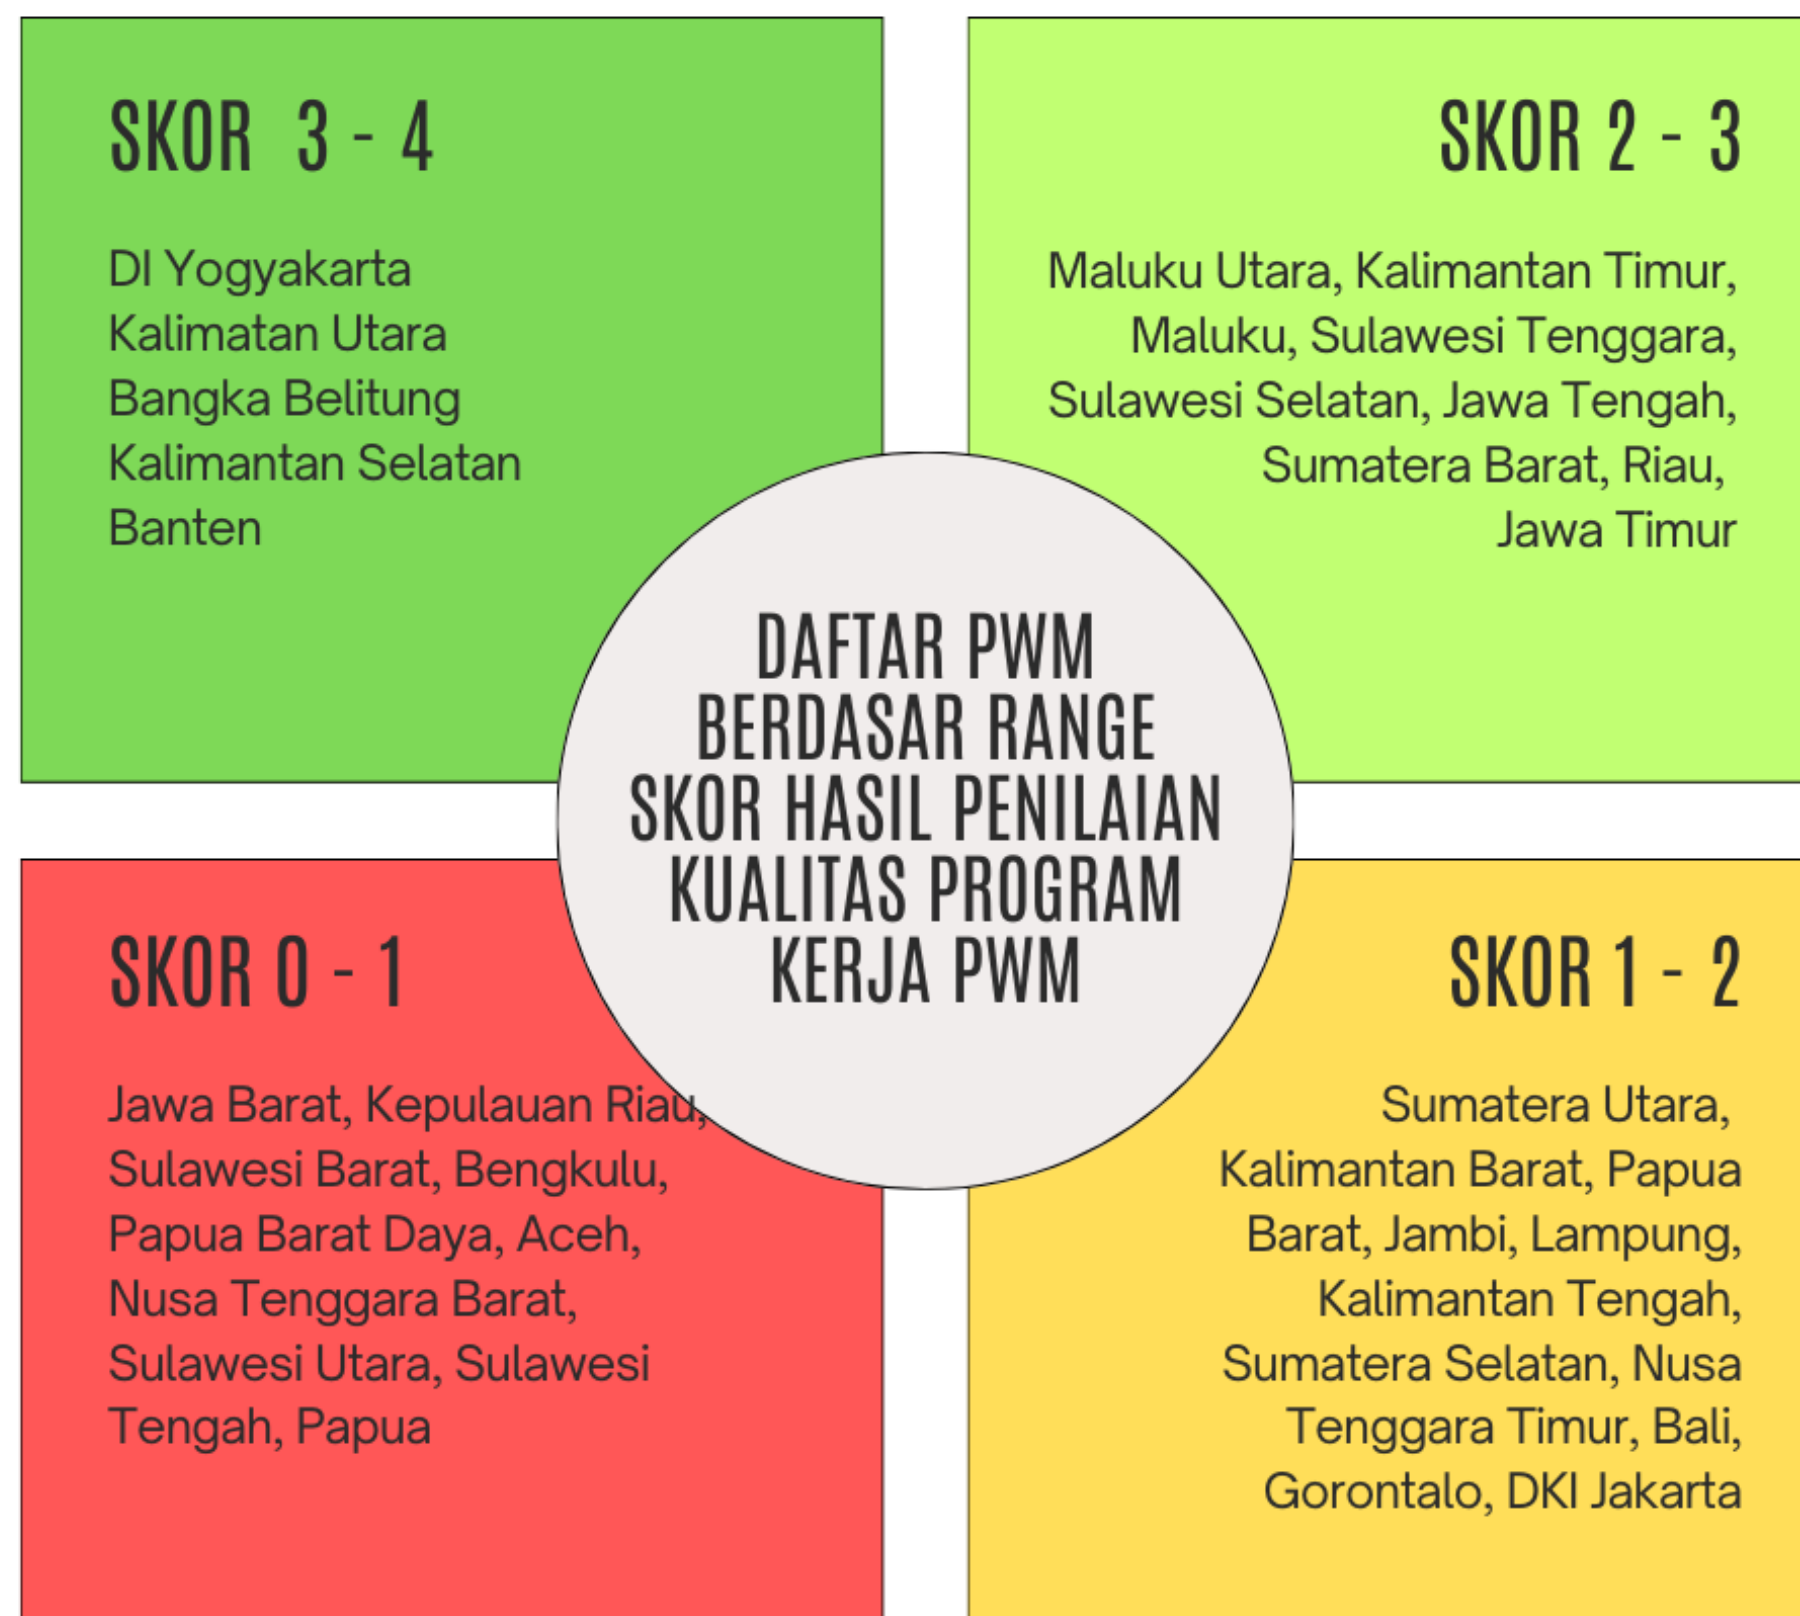 SKOR 3 - 4
DI Yogyakarta
Kalimatan Utara
Bangka Belitung
Kalimantan Selatan
Banten
SKOR 2 - 3
Maluku Utara, Kalimantan Timur,
Maluku, Sulawesi Tenggara,
Sulawesi Selatan, Jawa Tengah,
Sumatera Barat, Riau,
Jawa Timur
DAFTAR PWM
BERDASAR RANGE
SKOR HASIL PENILAIAN
KUALITAS PROGRAM
KERJA PWM
SKOR 0 - 1
Jawa Barat, Kepulauan Riau,
Sulawesi Barat, Bengkulu,
Papua Barat Daya, Aceh,
Nusa Tenggara Barat,
Sulawesi Utara, Sulawesi
Tengah, Papua
SKOR 1 - 2
Sumatera Utara,
Kalimantan Barat, Papua
Barat, Jambi, Lampung,
Kalimantan Tengah,
Sumatera Selatan, Nusa
Tenggara Timur, Bali,
Gorontalo, DKI Jakarta